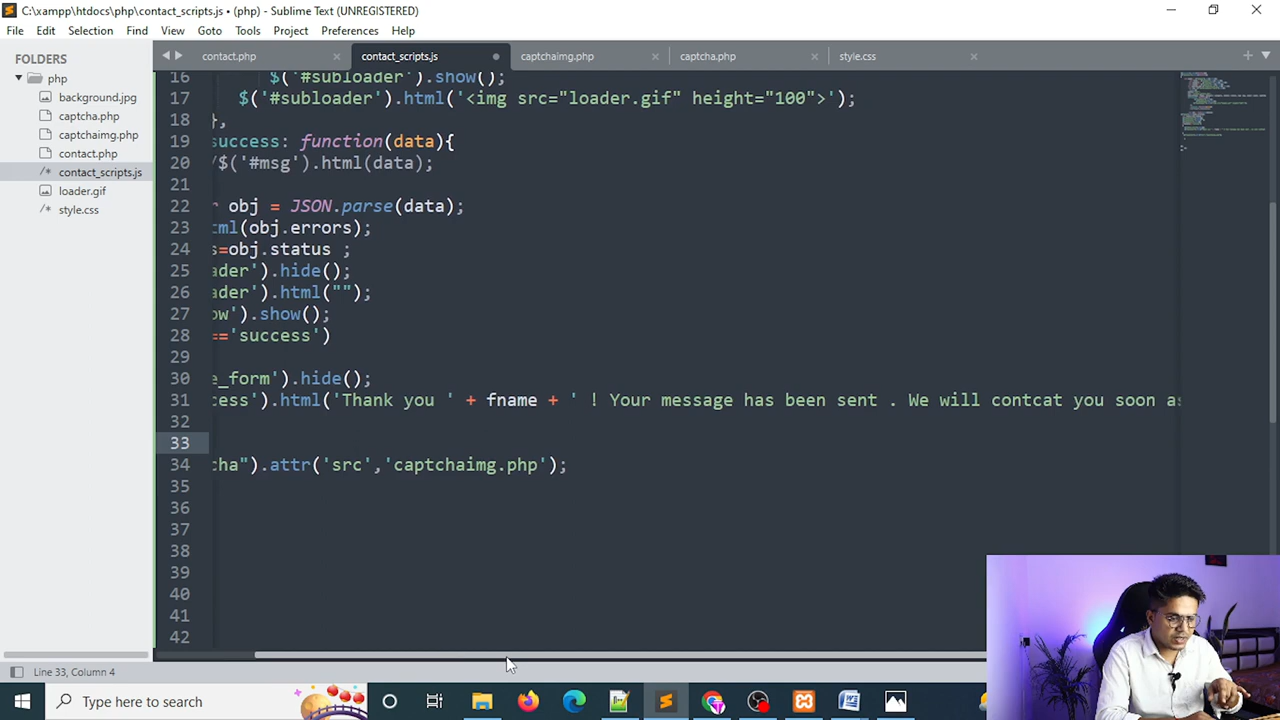 C:\xampp\htdocs\php\contact_scripts.js • (php) - Sublime Text (UNREGISTERED)
File Edit Selection Find View Goto Tools Project Preferences Help
FOLDERS
php
background.jpg
captcha.php
captchaimg.php
contact.php
/* contact_scripts.js
loader.gif
/* style.css
contact.php contact_scripts.js captchaimg.php captcha.php style.css
16 $('#subloader').show();
17 $('#subloader').html('<img src="loader.gif" height="100">');
18 },
19 success: function(data){
20 /$('#msg').html(data);
21
22 r obj = JSON.parse(data);
23 tml(obj.errors);
24 s=obj.status ;
25 ader').hide();
26 ader').html("");
27 ow').show();
28 =='success')
29
30 e_form').hide();
31 cess').html('Thank you ' + fname + ' ! Your message has been sent . We will contcat you soon as
32
33
34 cha").attr('src','captchaimg.php');
35
36
37
38
39
40
41
42
Line 33, Column 4
Type here to search